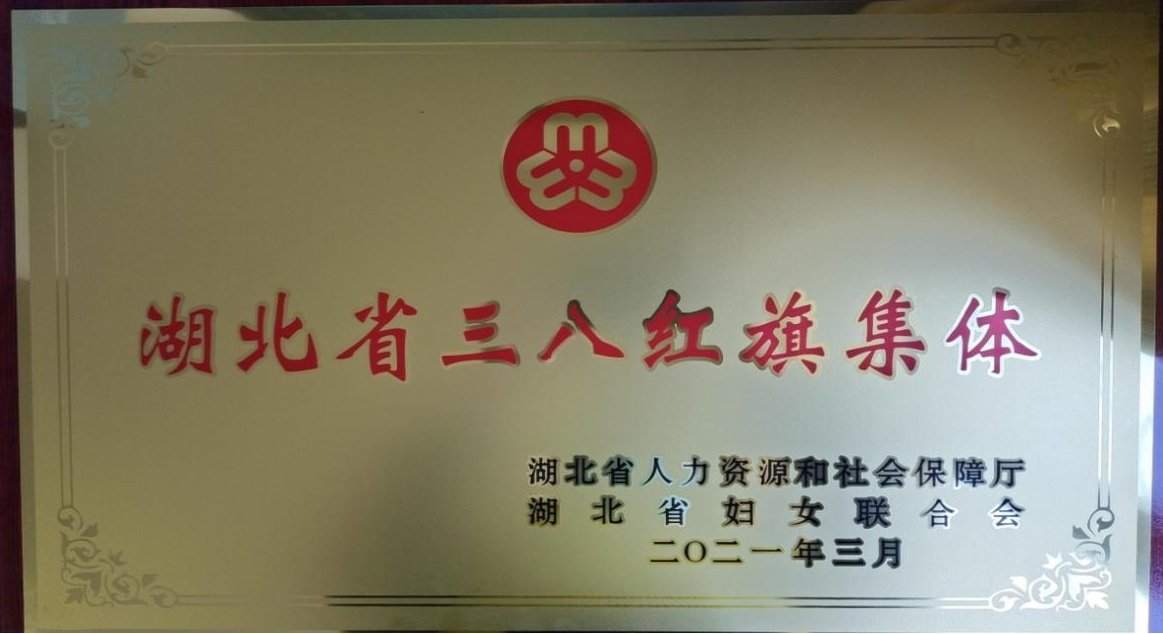 湖北省三八红旗集体
湖北省人力资源和社会保障厅
湖北省妇女联合会
二O二一年三月